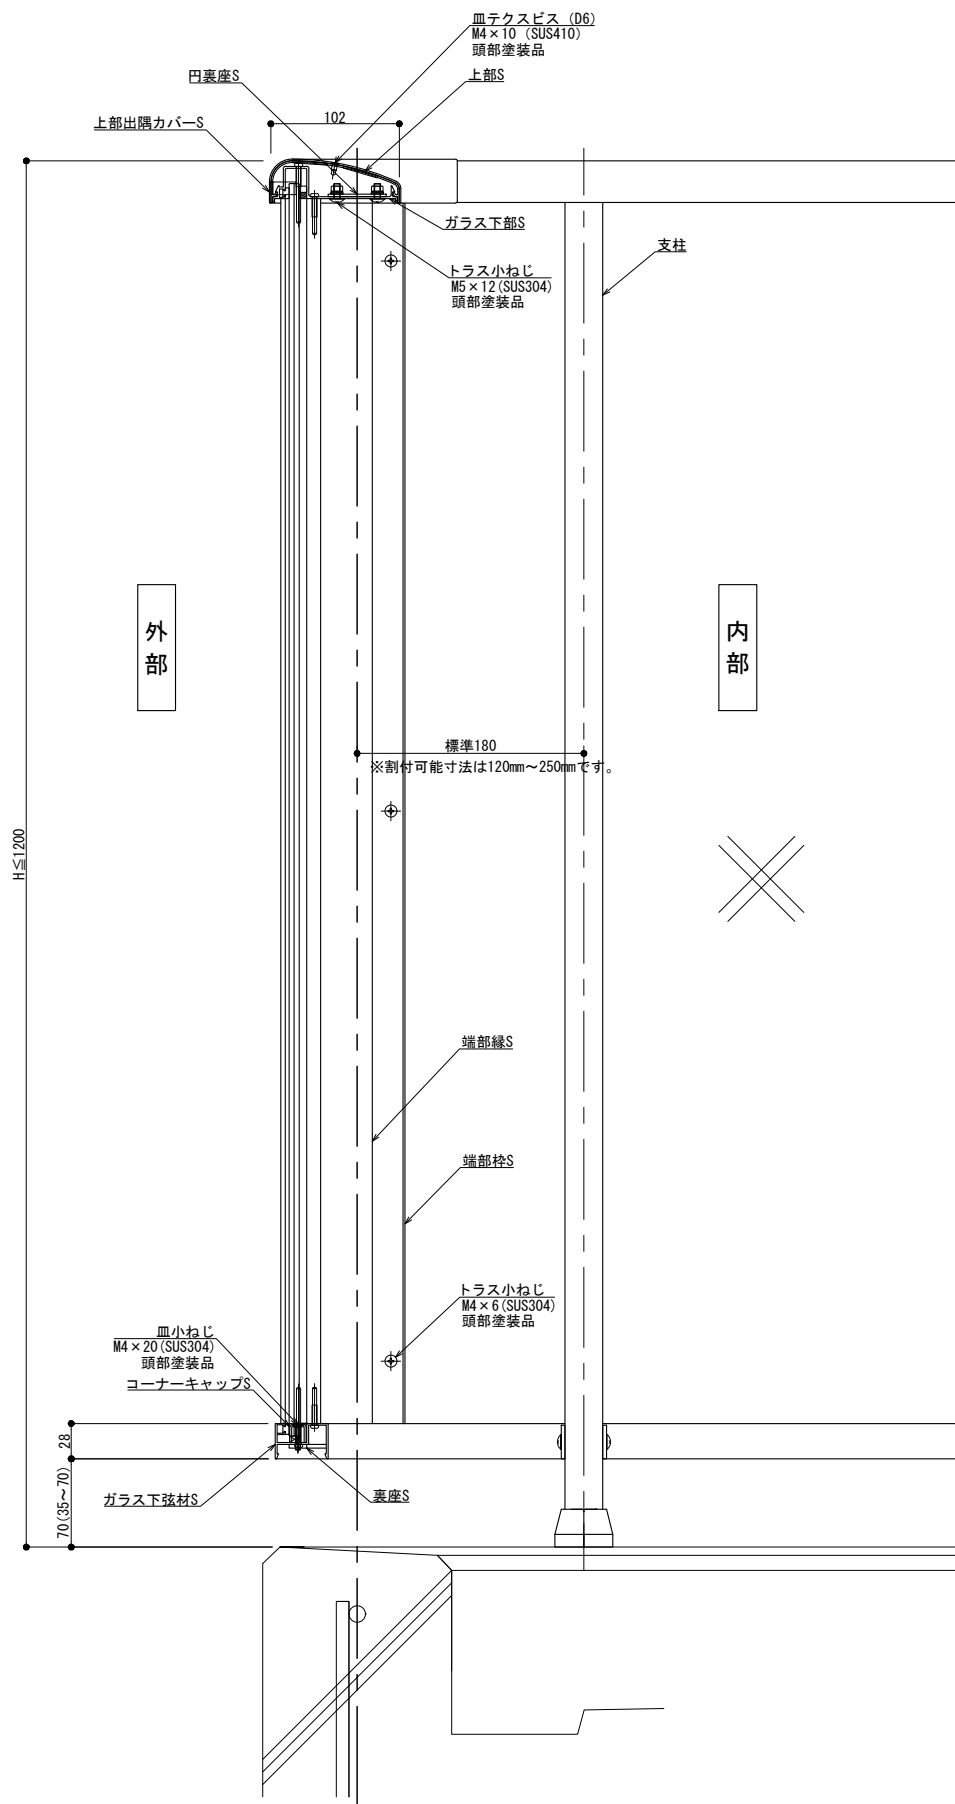 皿テクスビス (D6)
M4×10 (SUS410)
頭部塗装品
円裏座S
上部S
102
上部出隅カバーS
ガラス下部S
支柱
トラス小ねじ
M5×12(SUS304)
頭部塗装品
外部
内部
標準180
※割付可能寸法は120mm～250mmです。
H≦1200
端部縁S
端部枠S
トラス小ねじ
M4×6(SUS304)
頭部塗装品
皿小ねじ
M4×20(SUS304)
頭部塗装品
コーナーキャップS
28
ガラス下弦材S
裏座S
70(35～70)